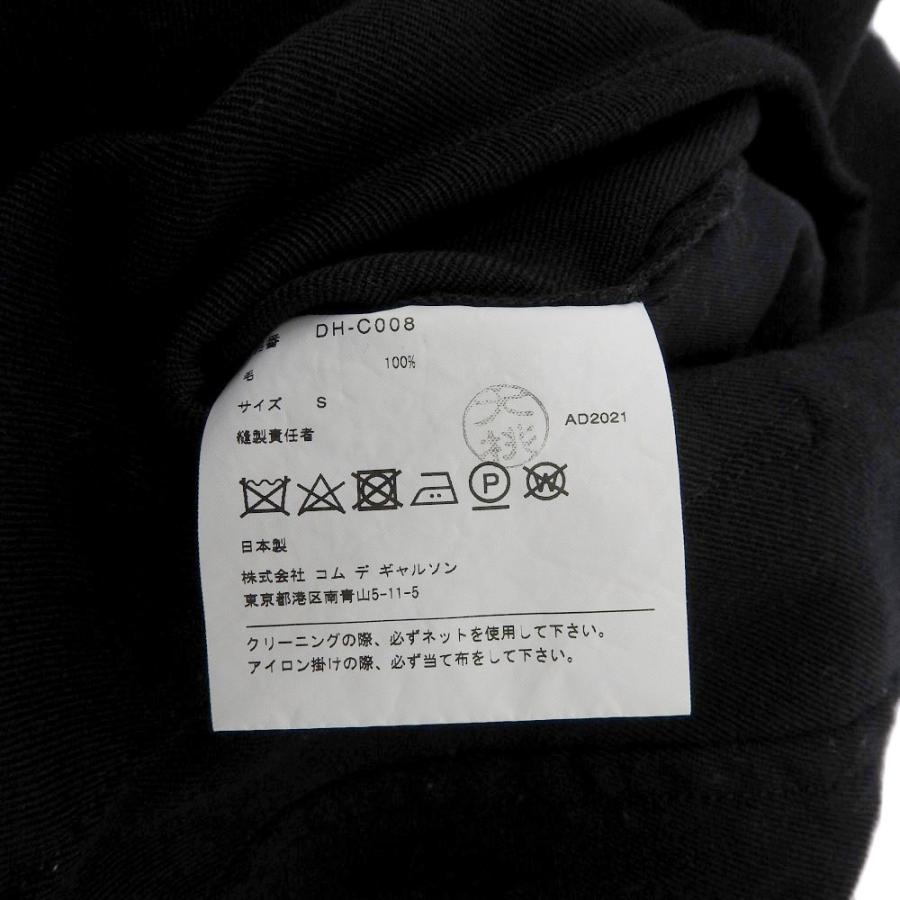 番 DH-C008
毛 100%
サイズ S
縫製責任者 天桃 AD2021
P W
日本製
株式会社 コム デ ギャルソン
東京都港区南青山5-11-5
クリーニングの際、必ずネットを使用して下さい。
アイロン掛けの際、必ず当て布をして下さい。